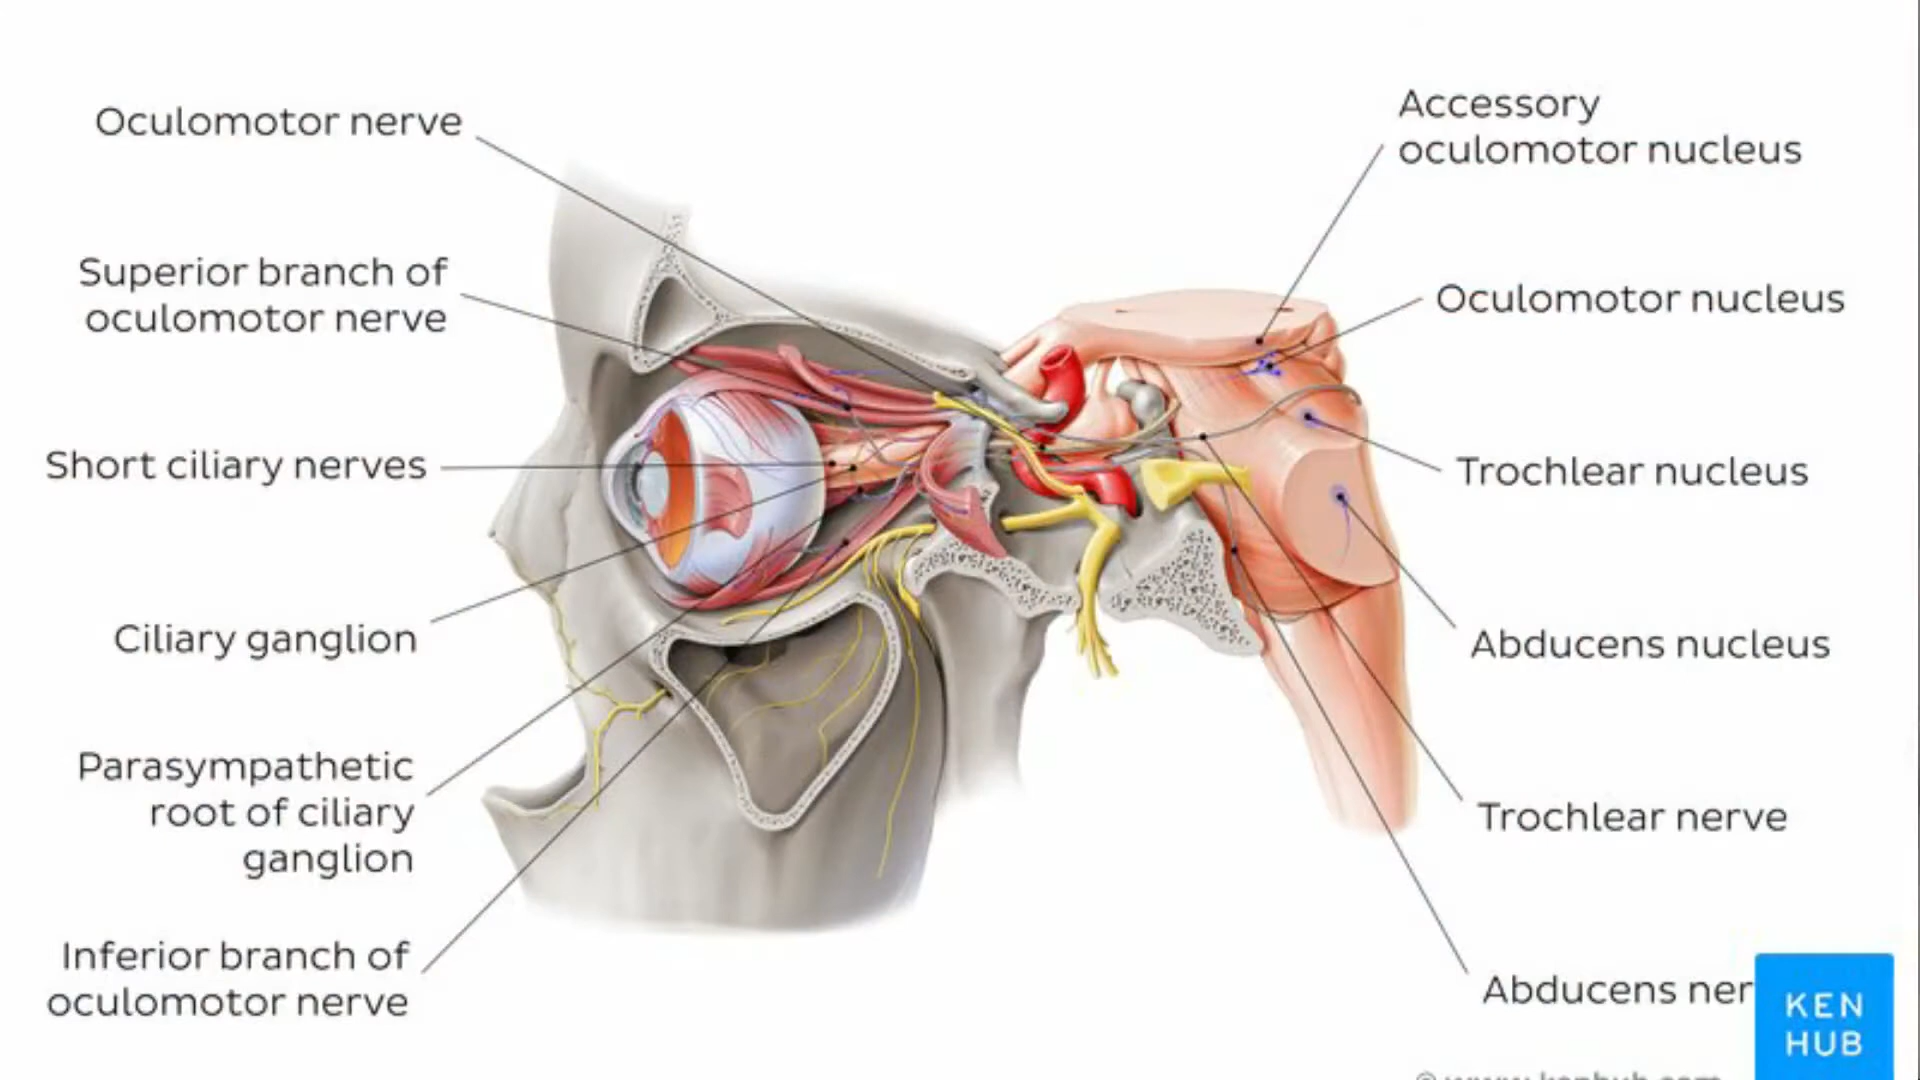 Oculomotor nerve
Superior branch of
oculomotor nerve
Short ciliary nerves
Ciliary ganglion
Parasympathetic
root of ciliary
ganglion
Inferior branch of
oculomotor nerve
Accessory
oculomotor nucleus
Oculomotor nucleus
Trochlear nucleus
Abducens nucleus
Trochlear nerve
Abducens ner
KEN
HUB